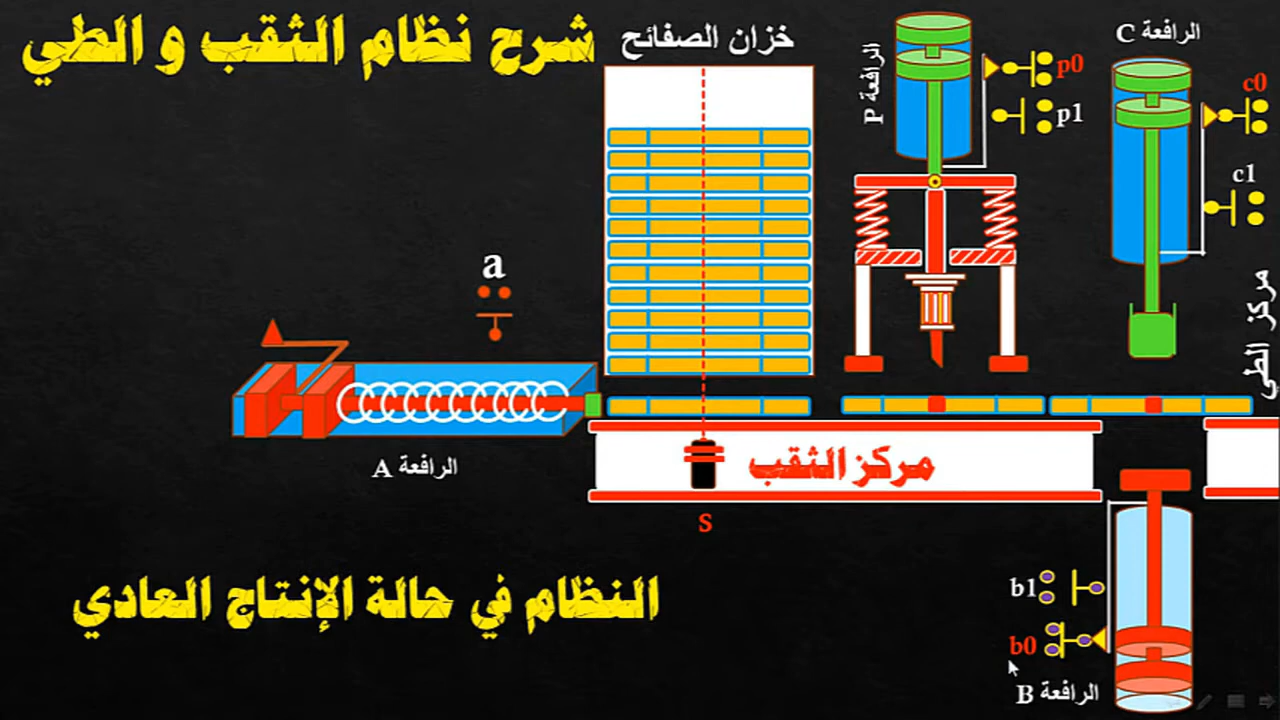 شرح نظام الثقب و الطي
خزان الصفائح
الرافعة P
p0
p1
الرافعة C
c0
c1
مركز الطي
a
الرافعة A
مركز الثقب
s
النظام في حالة الإنتاج العادي
b1
b0
الرافعة B